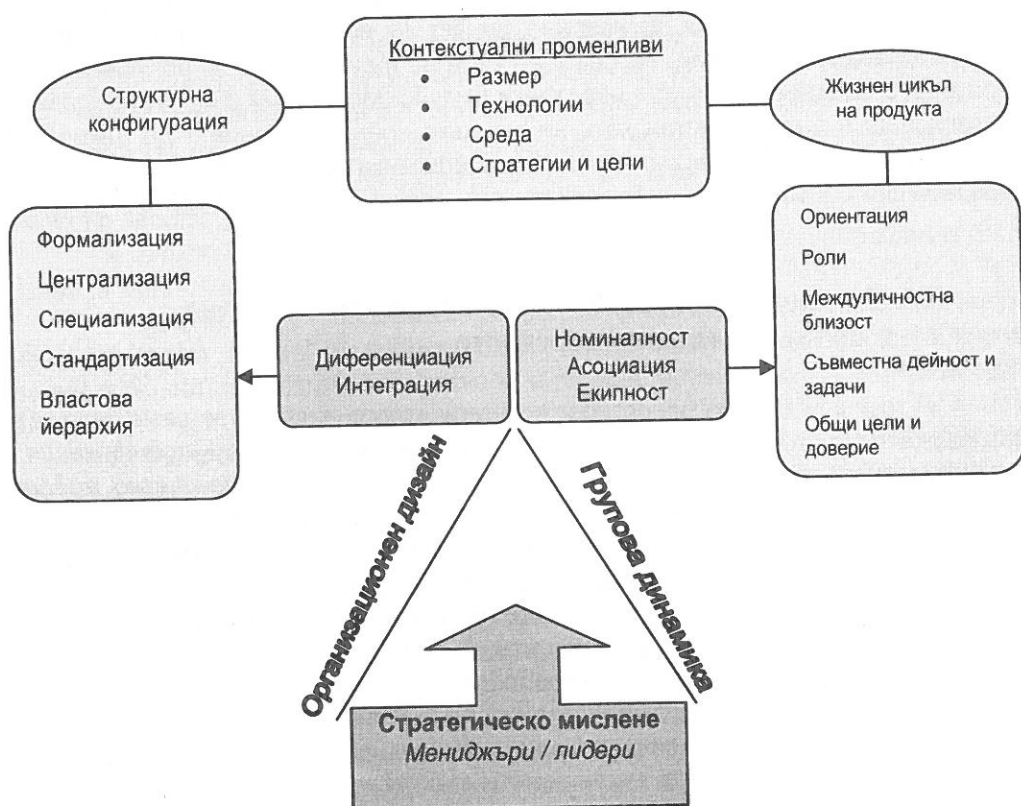 Контекстуални променливи
• Размер
• Технологии
• Среда
• Стратегии и цели
Структурна
конфигурация
Жизнен цикъл
на продукта
Формализация
Централизация
Специализация
Стандартизация
Властова
йерархия
Диференциация
Интеграция
Номиналност
Асоциация
Екипност
Ориентация
Роли
Междуличностна
близост
Съвместна дейност и
задачи
Общи цели и
доверие
Организационен дизайн
Групова динамика
Стратегическо мислене
Мениджъри / лидери